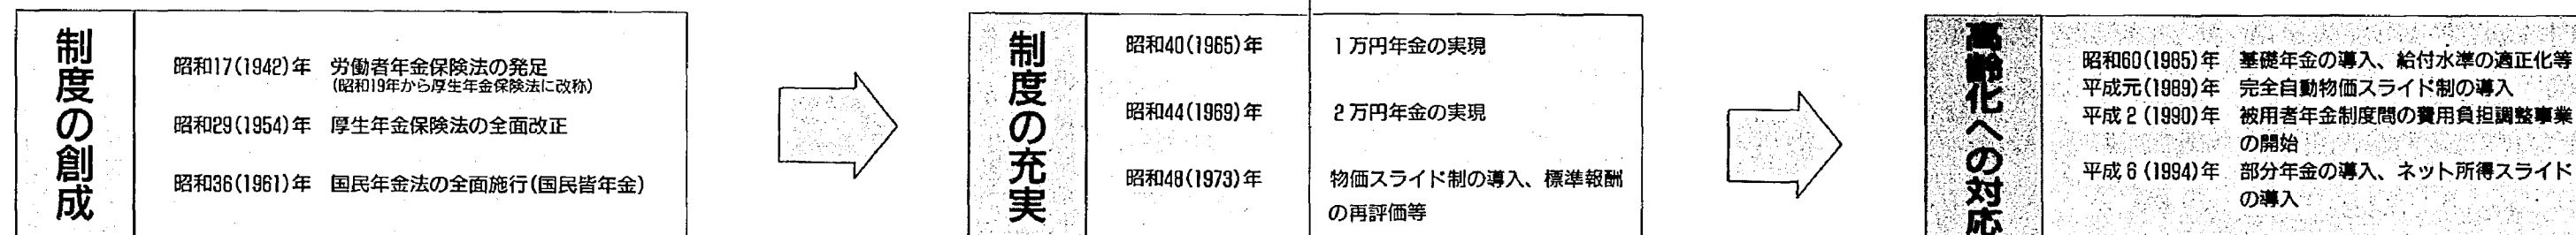 制度の創成
昭和17(1942)年 労働者年金保険法の発足
(昭和19年から厚生年金保険法に改称)
昭和29(1954)年 厚生年金保険法の全面改正
昭和36(1961)年 国民年金法の全面施行(国民皆年金)
制度の充実
昭和40(1965)年 1万円年金の実現
昭和44(1969)年 2万円年金の実現
昭和48(1973)年 物価スライド制の導入、標準報酬
の再評価等
高齢化への対応
昭和60(1985)年 基礎年金の導入、給付水準の適正化等
平成元(1989)年 完全自動物価スライド制の導入
平成2(1990)年 被用者年金制度間の費用負担調整事業
の開始
平成6(1994)年 部分年金の導入、ネット所得スライド
の導入